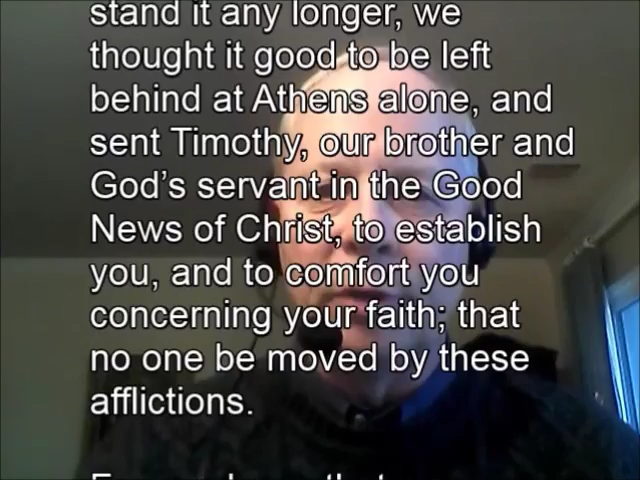 stand it any longer, we
thought it good to be left
behind at Athens alone, and
sent Timothy, our brother and
God’s servant in the Good
News of Christ, to establish
you, and to comfort you
concerning your faith; that
no one be moved by these
afflictions.